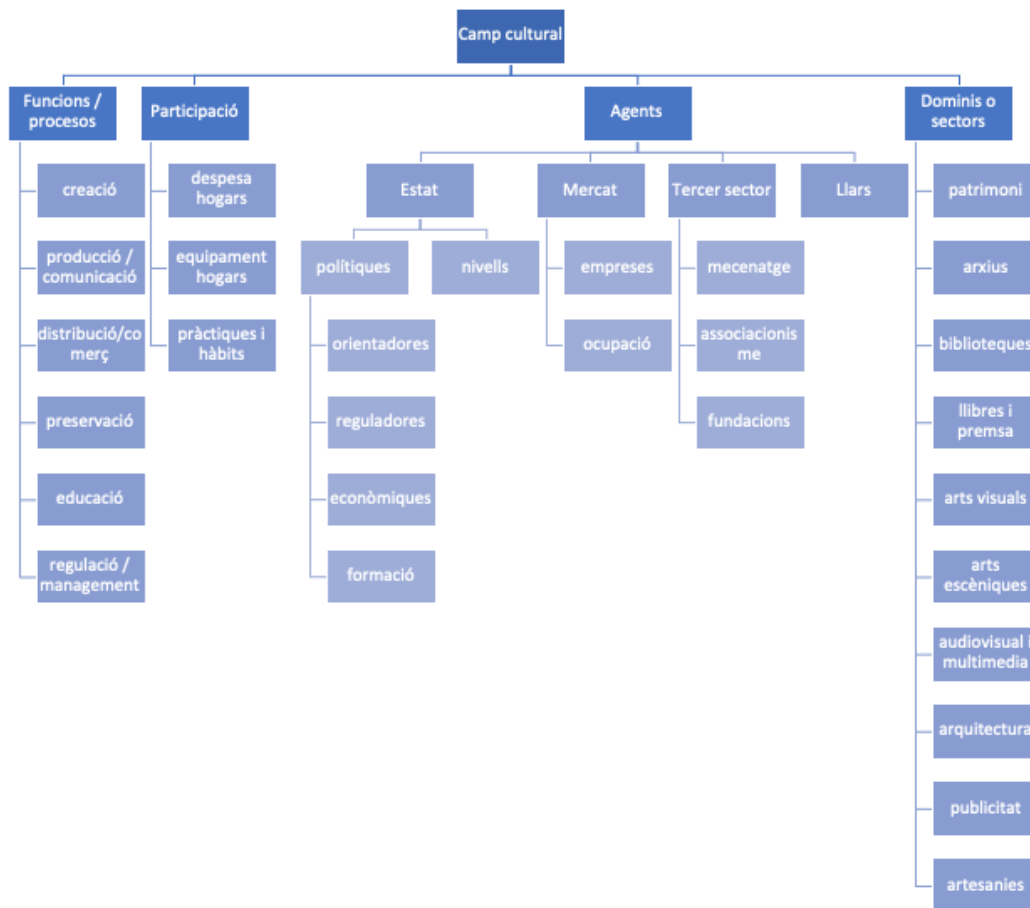 Camp cultural
Funcions /
procesos
Participació
Agents
Dominis o
sectors
creació
producció /
comunicació
distribució/co
merç
preservació
educació
regulació /
management
despesa
hogars
equipament
hogars
pràctiques i
hàbits
Estat
polítiques
orientadores
reguladores
econòmiques
formació
nivells
Mercat
empreses
ocupació
Tercer sector
mecenatge
associacionis
me
fundacions
Llars
patrimoni
arxius
biblioteques
llibres i
premsa
arts visuals
arts
escèniques
audiovisual i
multimedia
arquitectura
publicitat
artesanies